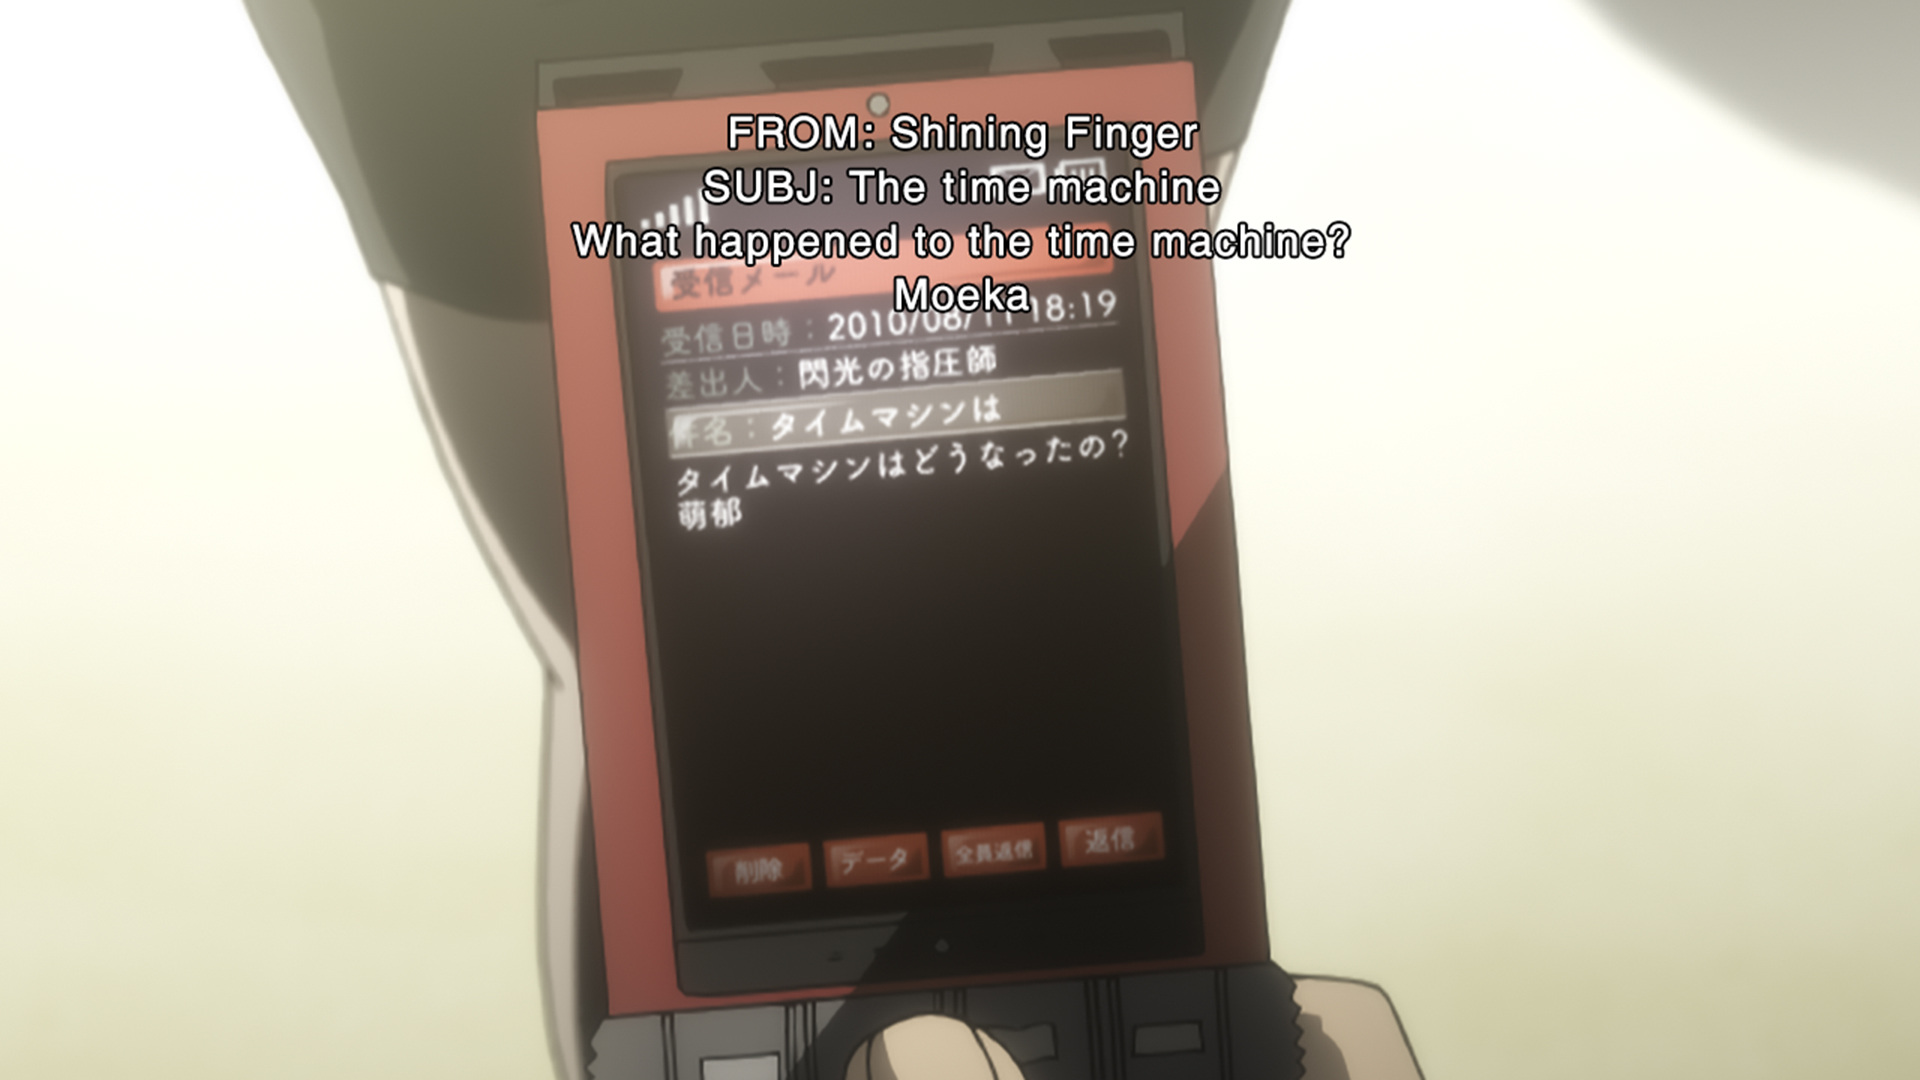 FROM: Shining Finger
SUBJ: The time machine
What happened to the time machine?
Moeka
受信メール
受信日時：2010/08/11 18:19
差出人：閃光の指圧師
件名：タイムマシンは
タイムマシンはどうなったの？
萌郁
削除 データ 全員返信 返信